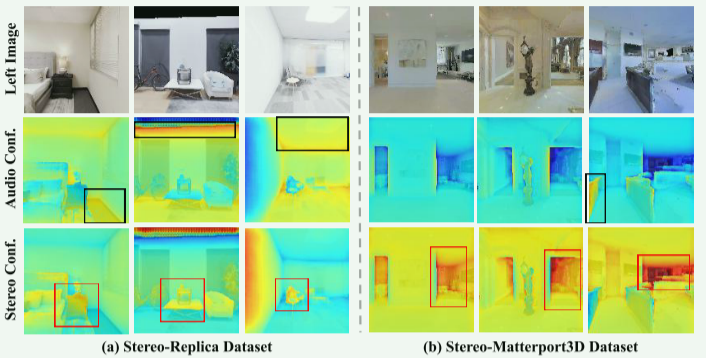 Left Image
Audio Conf.
Stereo Conf.
(a) Stereo-Replica Dataset
(b) Stereo-Matterport3D Dataset